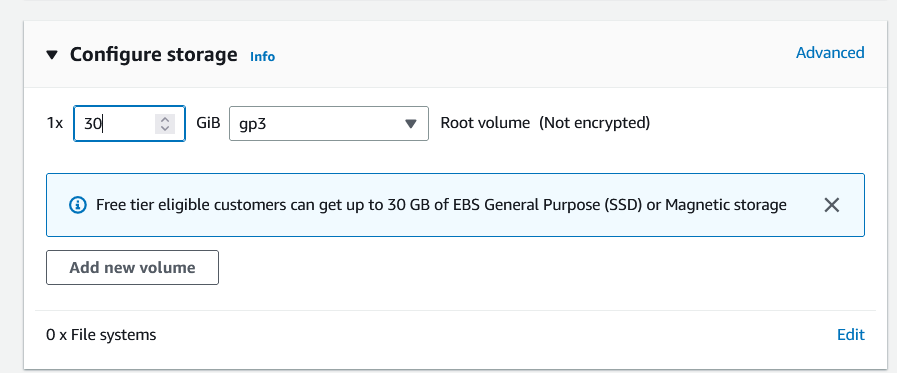 Configure storage Info Advanced
1x 30 GiB gp3 Root volume (Not encrypted)
Free tier eligible customers can get up to 30 GB of EBS General Purpose (SSD) or Magnetic storage
Add new volume
0 x File systems Edit